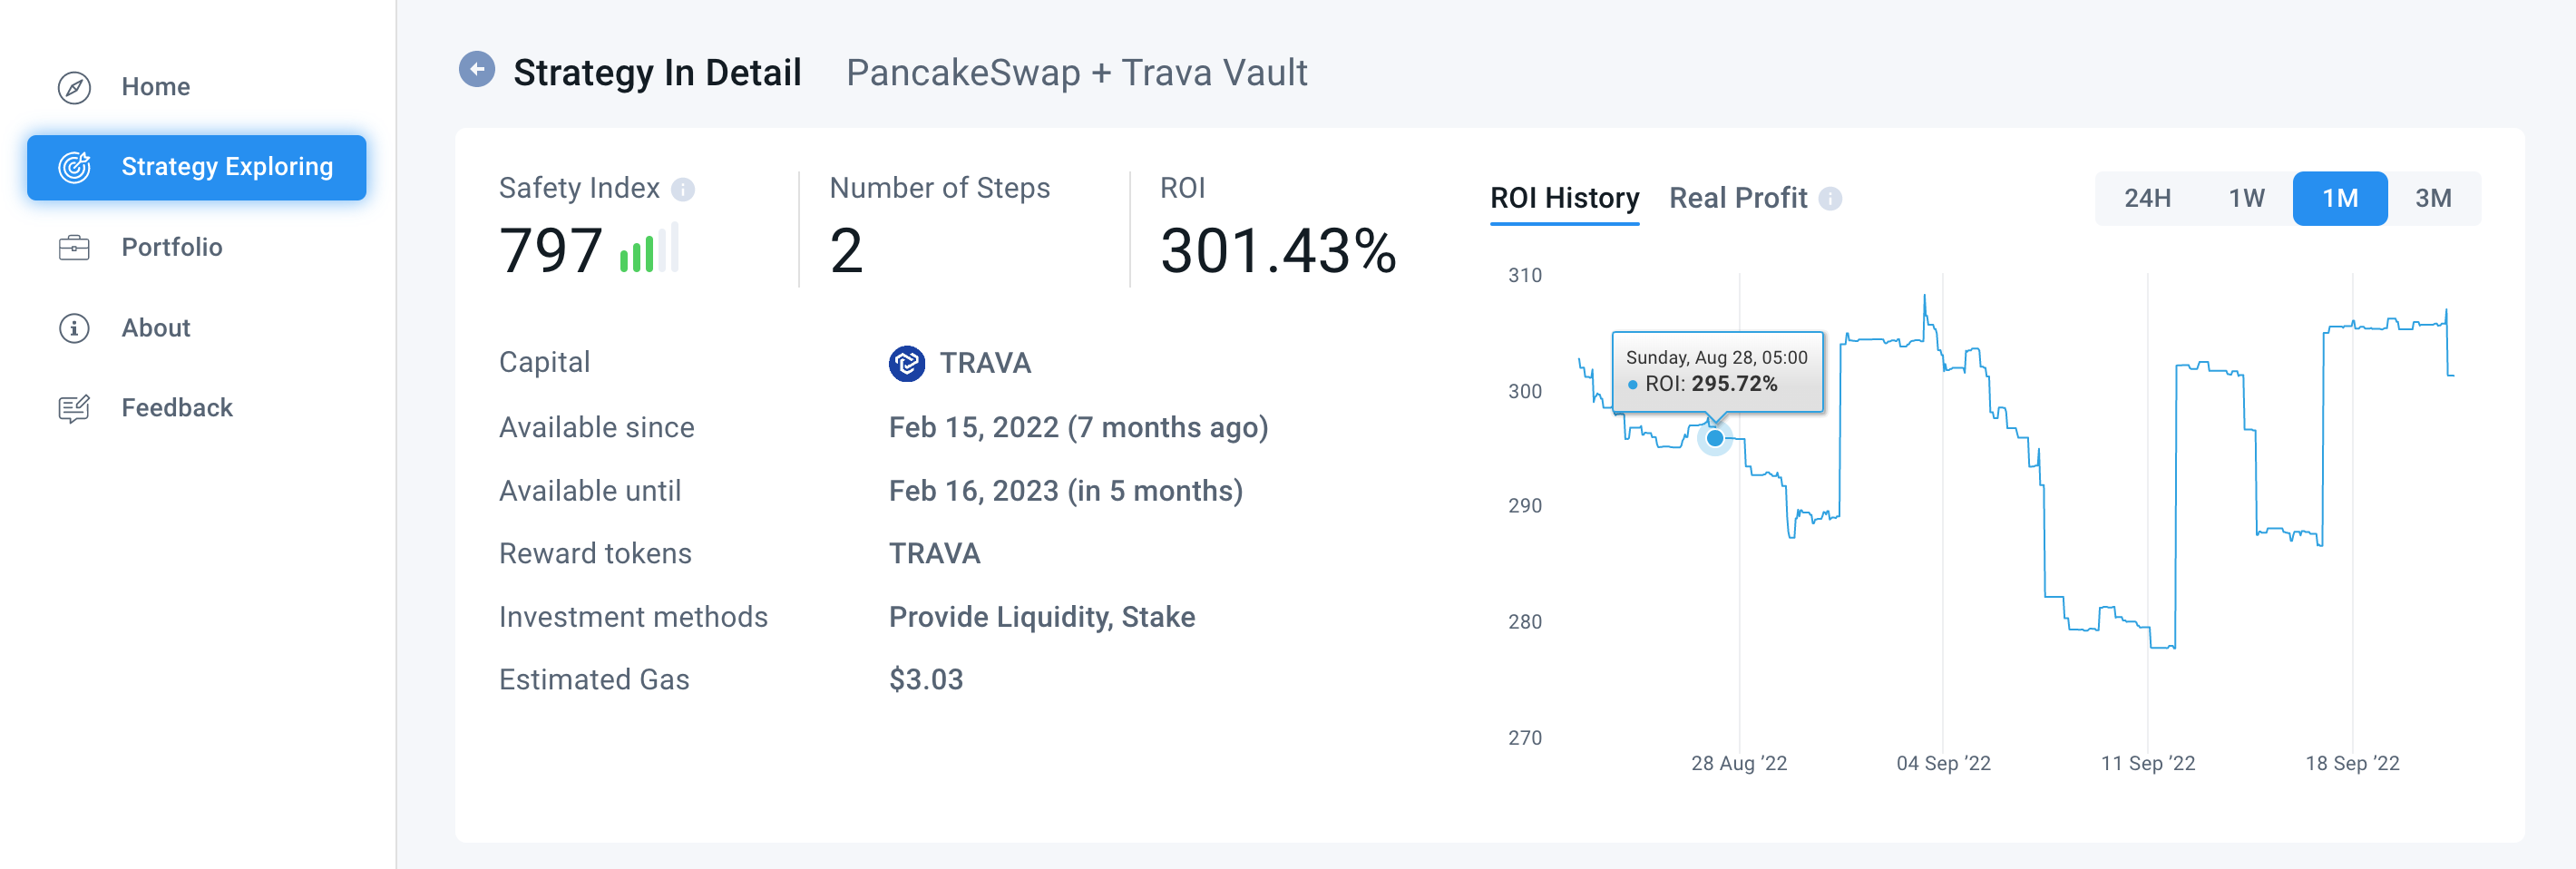 Home
Strategy Exploring
Portfolio
About
Feedback
Strategy In Detail PancakeSwap + Trava Vault
Safety Index Number of Steps ROI
797 2 301.43%
Capital TRAVA
Available since Feb 15, 2022 (7 months ago)
Available until Feb 16, 2023 (in 5 months)
Reward tokens TRAVA
Investment methods Provide Liquidity, Stake
Estimated Gas $3.03
ROI History Real Profit 24H 1W 1M 3M
310
300
290
280
270
Sunday, Aug 28, 05:00
ROI: 295.72%
28 Aug ’22 04 Sep ’22 11 Sep ’22 18 Sep ’22